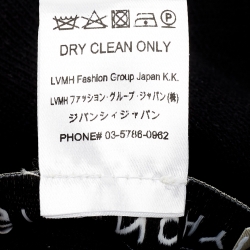 DRY CLEAN ONLY
LVMH Fashion Group Japan K.K.
LVMH ファッション・グループ・ジャパン(株)
ジバンシィジャパン
PHONE# 03-5786-0962